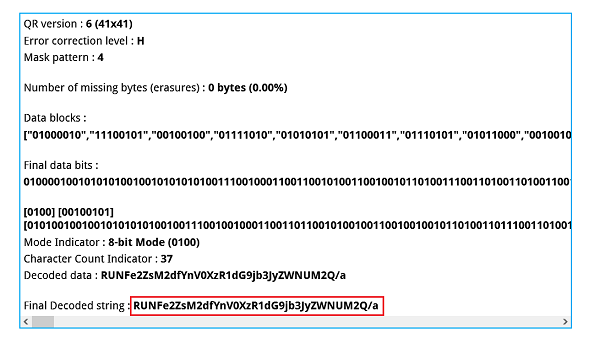 QR version : 6 (41x41)
Error correction level : H
Mask pattern : 4
Number of missing bytes (erasures) : 0 bytes (0.00%)
Data blocks :
["01000010","11100101","00100100","01111010","01010101","01100011","01110101","01011000","0010010
Final data bits :
010000100101010100100101010101001110010001100110010100110010010110100111001101001101001100
[0100] [00100101]
[0101001001001010101010010011100100100011001101100101001001100100100101101001101110011010011
Mode Indicator : 8-bit Mode (0100)
Character Count Indicator : 37
Decoded data : RUNFe2ZsM2dfYnV0XzR1dG9jb3JyZWNUM2Q/a
Final Decoded string : RUNFe2ZsM2dfYnV0XzR1dG9jb3JyZWNUM2Q/a